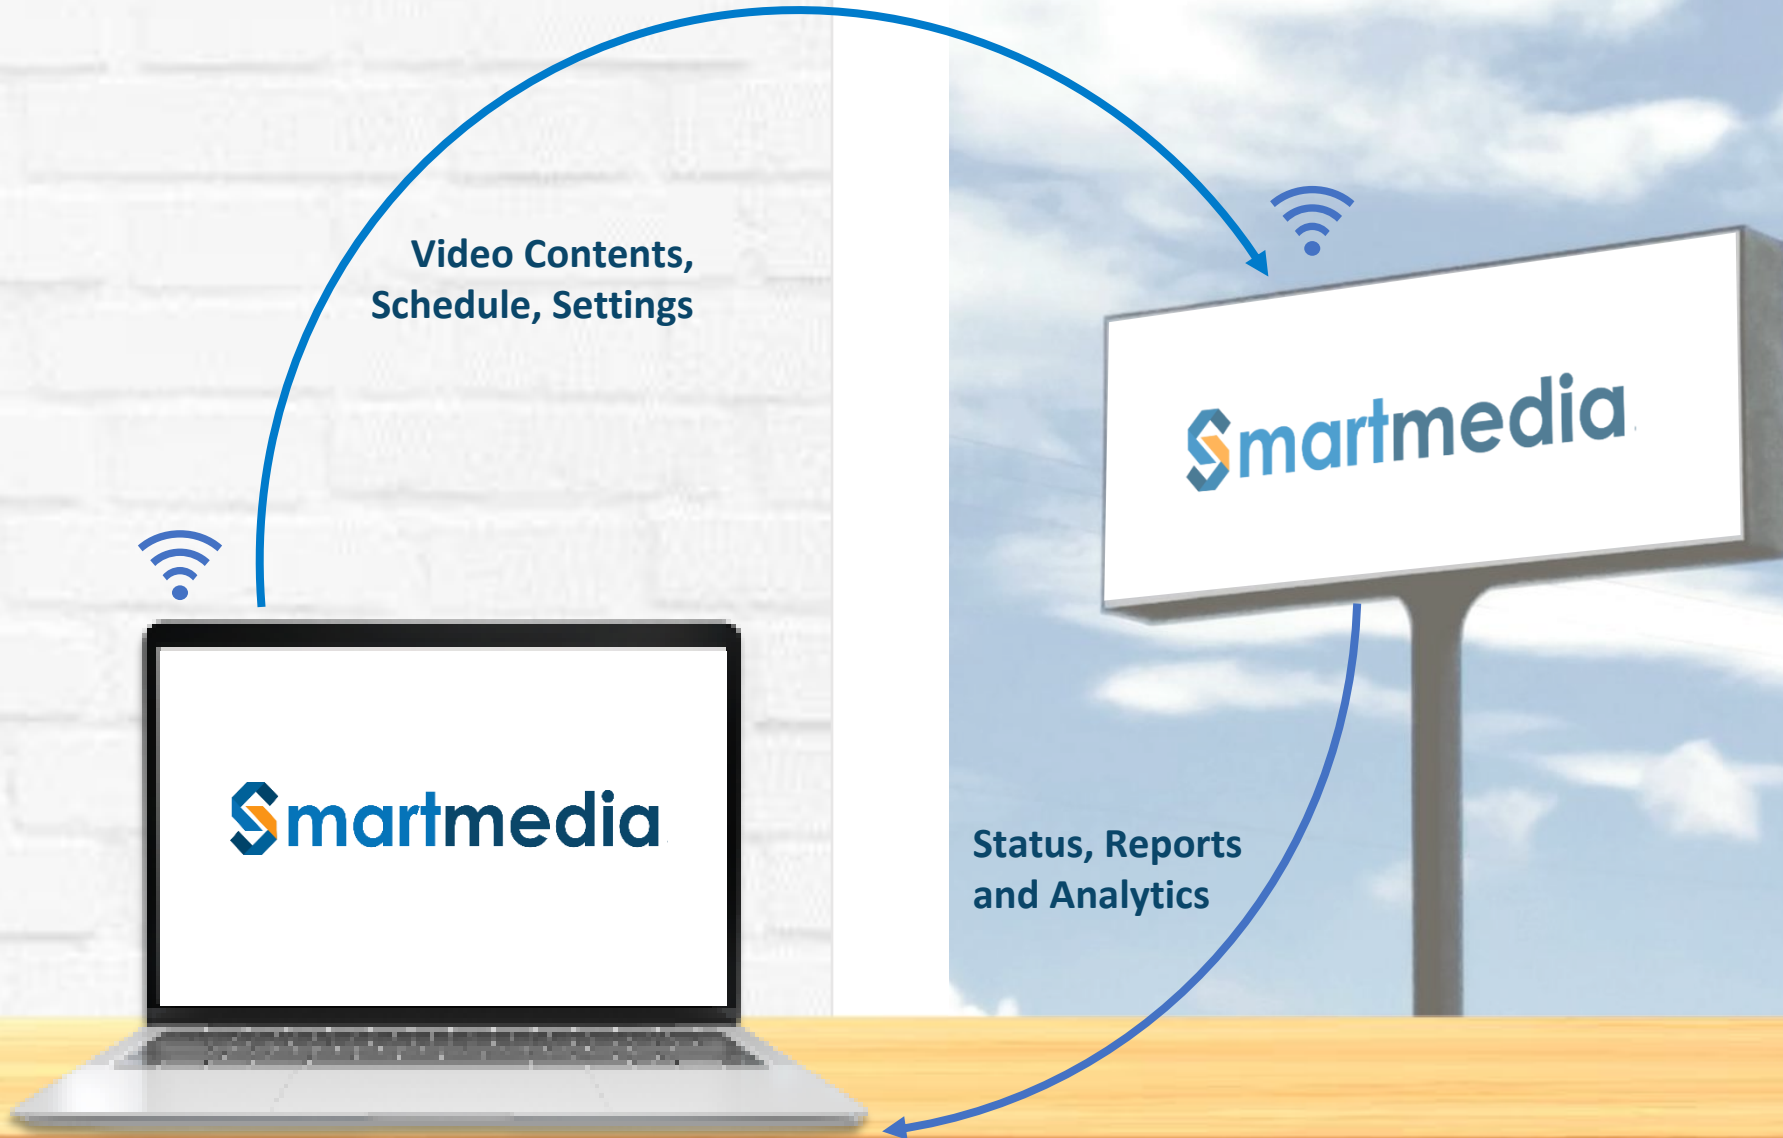 Video Contents,
Schedule, Settings
Smartmedia
Smartmedia
Status, Reports
and Analytics